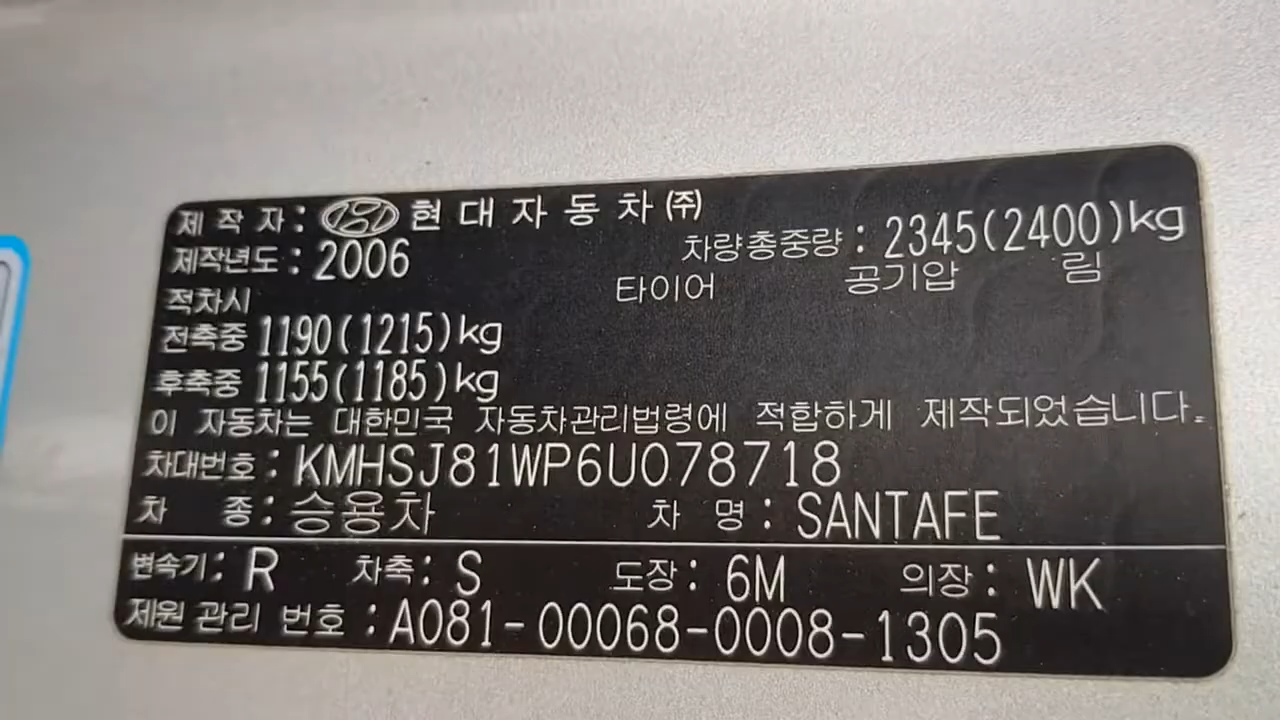 제 작 자 : 현 대 자 동 차 ㈜
제작년도 : 2006 차량총중량 : 2345(2400)kg
적차시 타이어 공기압 림
전축중 1190(1215)kg
후축중 1155(1185)kg
이 자동차는 대한민국 자동차관리법령에 적합하게 제작되었습니다.
차대번호 : KMHSJ81WP6U078718
차 종 : 승용차 차 명 : SANTAFE
변속기 : R 차축 : S 도장 : 6M 의장 : WK
제원 관리 번호 : A081-00068-0008-1305